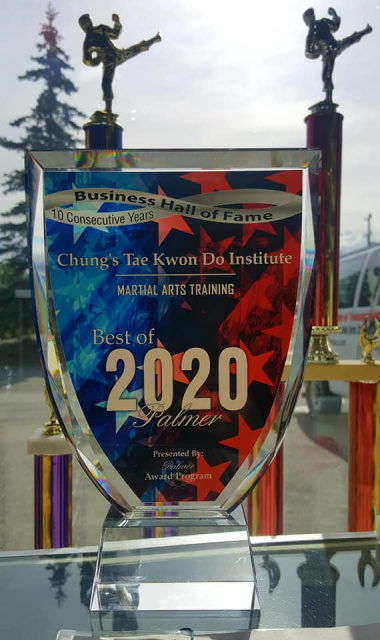 Business Hall of Fame
10 Consecutive Years
Chung's Tae Kwon Do Institute
MARTIAL ARTS TRAINING
Best of
2020
Palmer
Presented By:
Palmer
Award Program